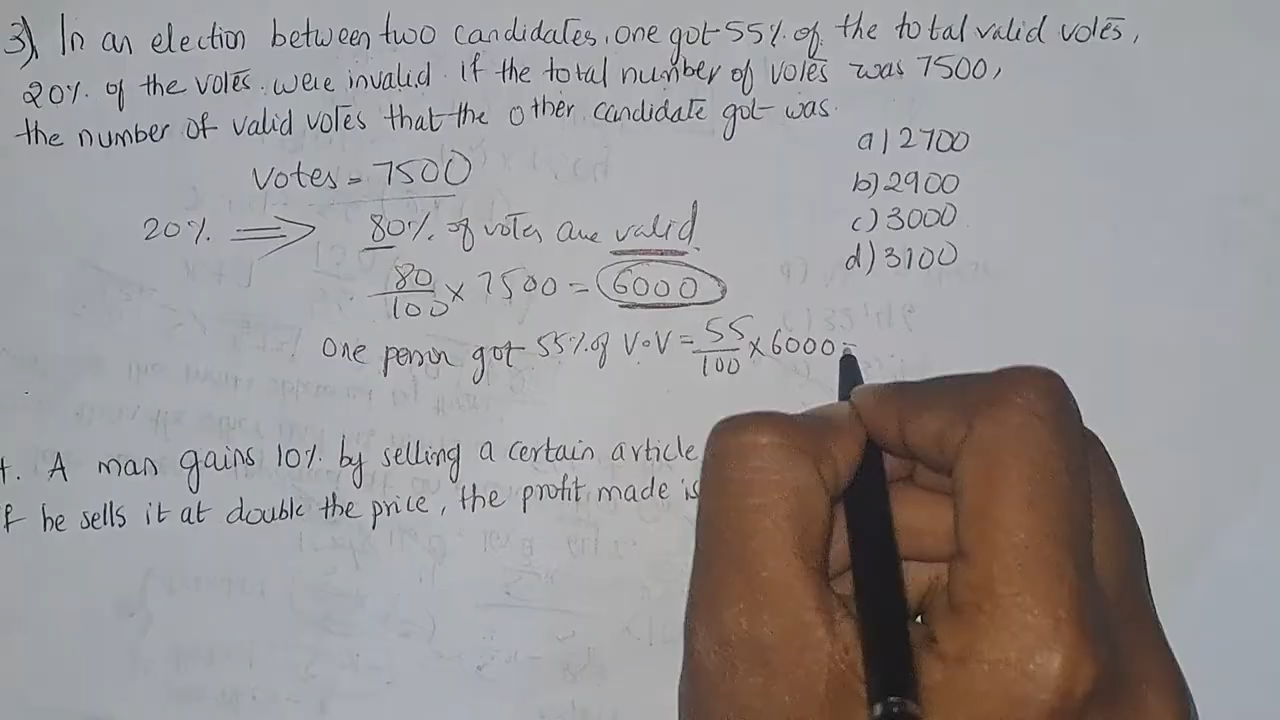 3). In an election between two candidates, one got 55% of the total valid votes,
20% of the votes were invalid. If the total number of votes was 7500,
the number of valid votes that the other candidate got was.
a) 2700
b) 2900
c) 3000
d) 3100
Votes = 7500
20% ⟹ 80% of votes are valid
80/100 × 7500 = 6000
One person got 55% of V.V = 55/100 × 6000 =
4. A man gains 10% by selling a certain article
If he sells it at double the price, the profit made is